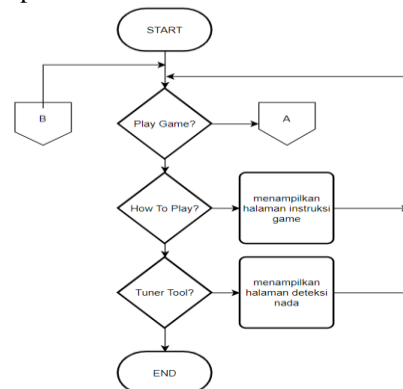 START
B
Play Game?
A
How To Play?
menampilkan
halaman instruksi
game
Tuner Tool?
menampilkan
halaman deteksi
nada
END